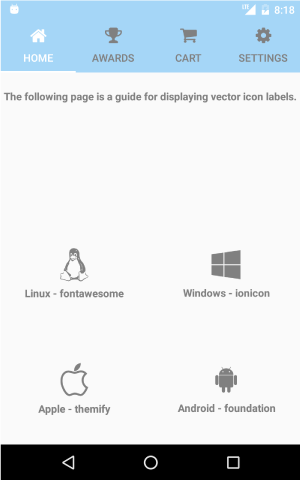 8:18
HOME AWARDS CART SETTINGS
The following page is a guide for displaying vector icon labels.
Linux - fontawesome Windows - ionicon
Apple - themify Android - foundation